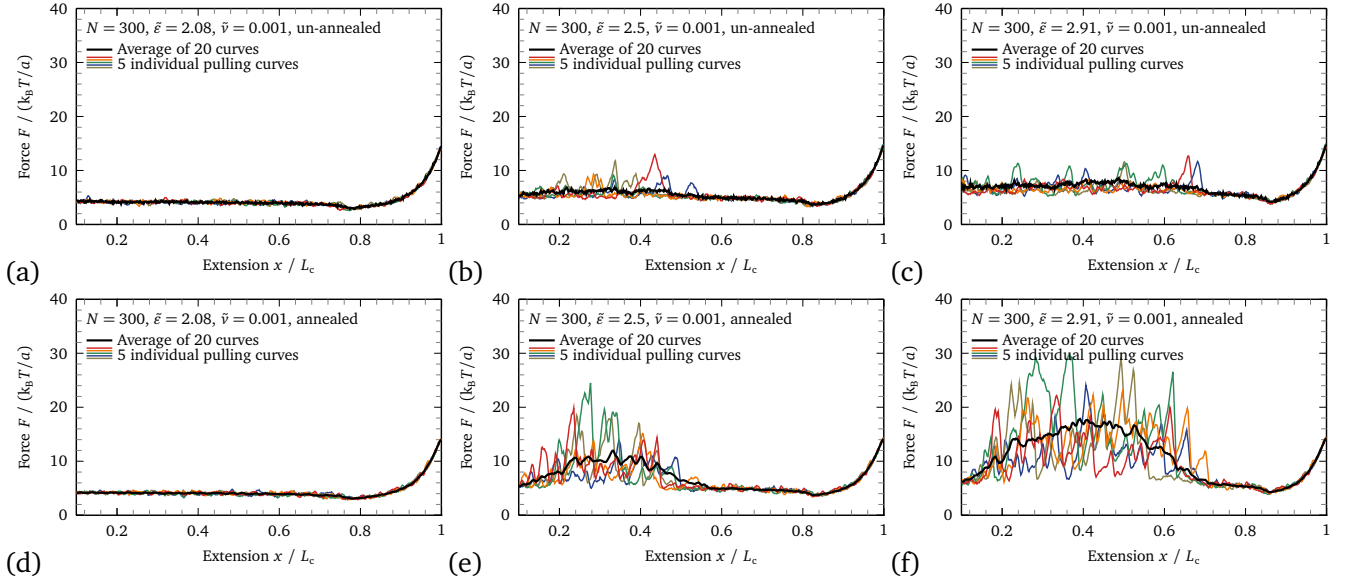 40
30
20
10
0
Force F / (k_B T/a)
N = 300, ε̃ = 2.08, ṽ = 0.001, un-annealed
Average of 20 curves
5 individual pulling curves
0.2 0.4 0.6 0.8 1
Extension x / L_c
(a)
40
30
20
10
0
Force F / (k_B T/a)
N = 300, ε̃ = 2.5, ṽ = 0.001, un-annealed
Average of 20 curves
5 individual pulling curves
0.2 0.4 0.6 0.8 1
Extension x / L_c
(b)
40
30
20
10
0
Force F / (k_B T/a)
N = 300, ε̃ = 2.91, ṽ = 0.001, un-annealed
Average of 20 curves
5 individual pulling curves
0.2 0.4 0.6 0.8 1
Extension x / L_c
(c)
40
30
20
10
0
Force F / (k_B T/a)
N = 300, ε̃ = 2.08, ṽ = 0.001, annealed
Average of 20 curves
5 individual pulling curves
0.2 0.4 0.6 0.8 1
Extension x / L_c
(d)
40
30
20
10
0
Force F / (k_B T/a)
N = 300, ε̃ = 2.5, ṽ = 0.001, annealed
Average of 20 curves
5 individual pulling curves
0.2 0.4 0.6 0.8 1
Extension x / L_c
(e)
40
30
20
10
0
Force F / (k_B T/a)
N = 300, ε̃ = 2.91, ṽ = 0.001, annealed
Average of 20 curves
5 individual pulling curves
0.2 0.4 0.6 0.8 1
Extension x / L_c
(f)